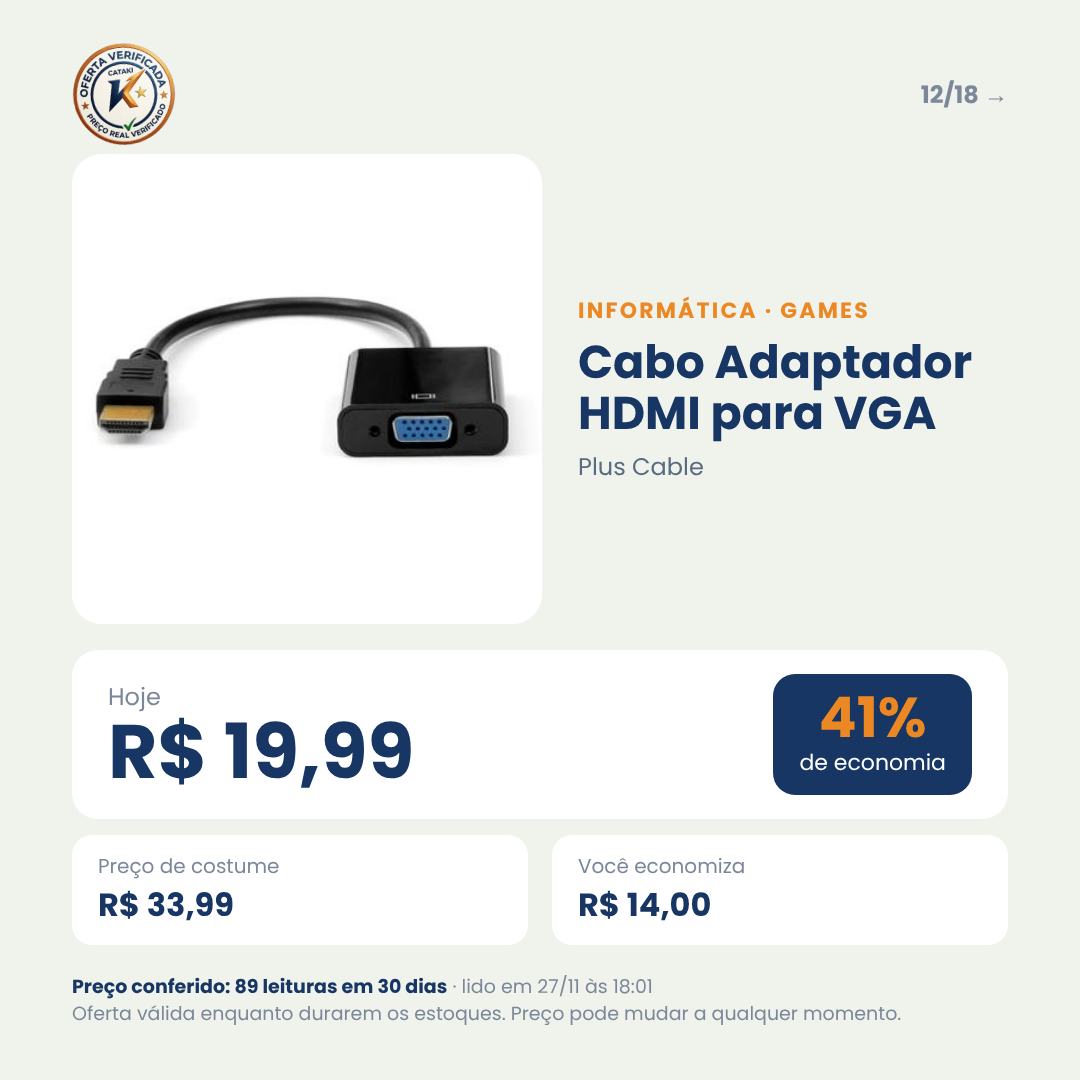 OFERTA VERIFICADA
CATAKI
K
PREÇO REAL VERIFICADO
12/18 →
INFORMÁTICA · GAMES
Cabo Adaptador
HDMI para VGA
Plus Cable
Hoje
R$ 19,99
41%
de economia
Preço de costume
R$ 33,99
Você economiza
R$ 14,00
Preço conferido: 89 leituras em 30 dias · lido em 27/11 às 18:01
Oferta válida enquanto durarem os estoques. Preço pode mudar a qualquer momento.